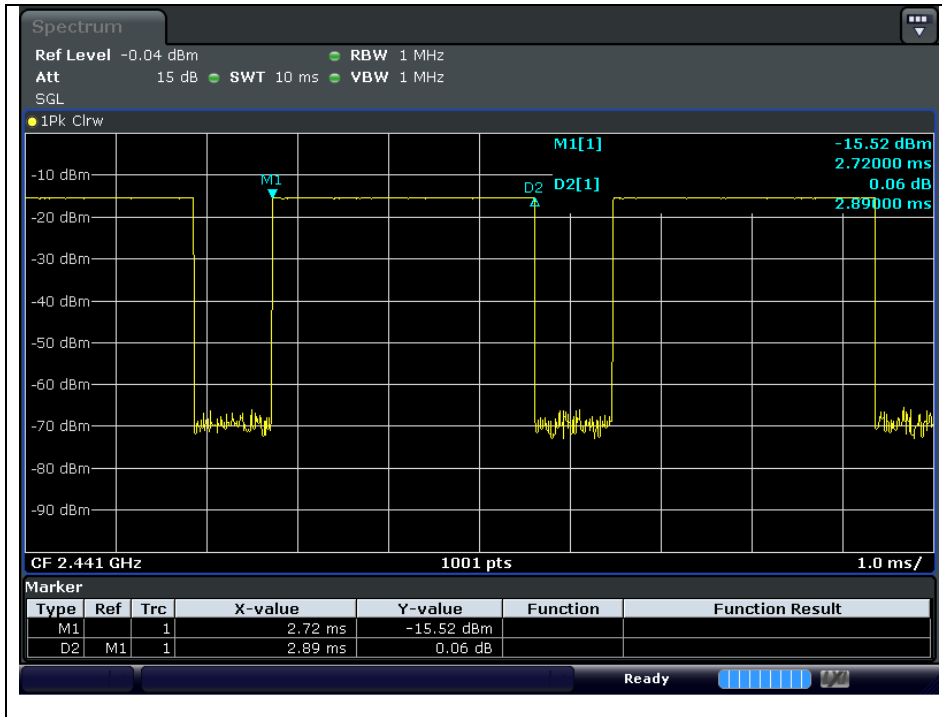 Spectrum
Ref Level -0.04 dBm RBW 1 MHz
Att 15 dB SWT 10 ms VBW 1 MHz
SGL
1Pk Clrw
M1[1] -15.52 dBm
2.72000 ms
D2[1] 0.06 dB
2.89000 ms
M1
D2
-10 dBm
-20 dBm
-30 dBm
-40 dBm
-50 dBm
-60 dBm
-70 dBm
-80 dBm
-90 dBm
CF 2.441 GHz 1001 pts 1.0 ms/
Marker
Type Ref Trc X-value Y-value Function Function Result
M1 1 2.72 ms -15.52 dBm
D2 M1 1 2.89 ms 0.06 dB
Ready